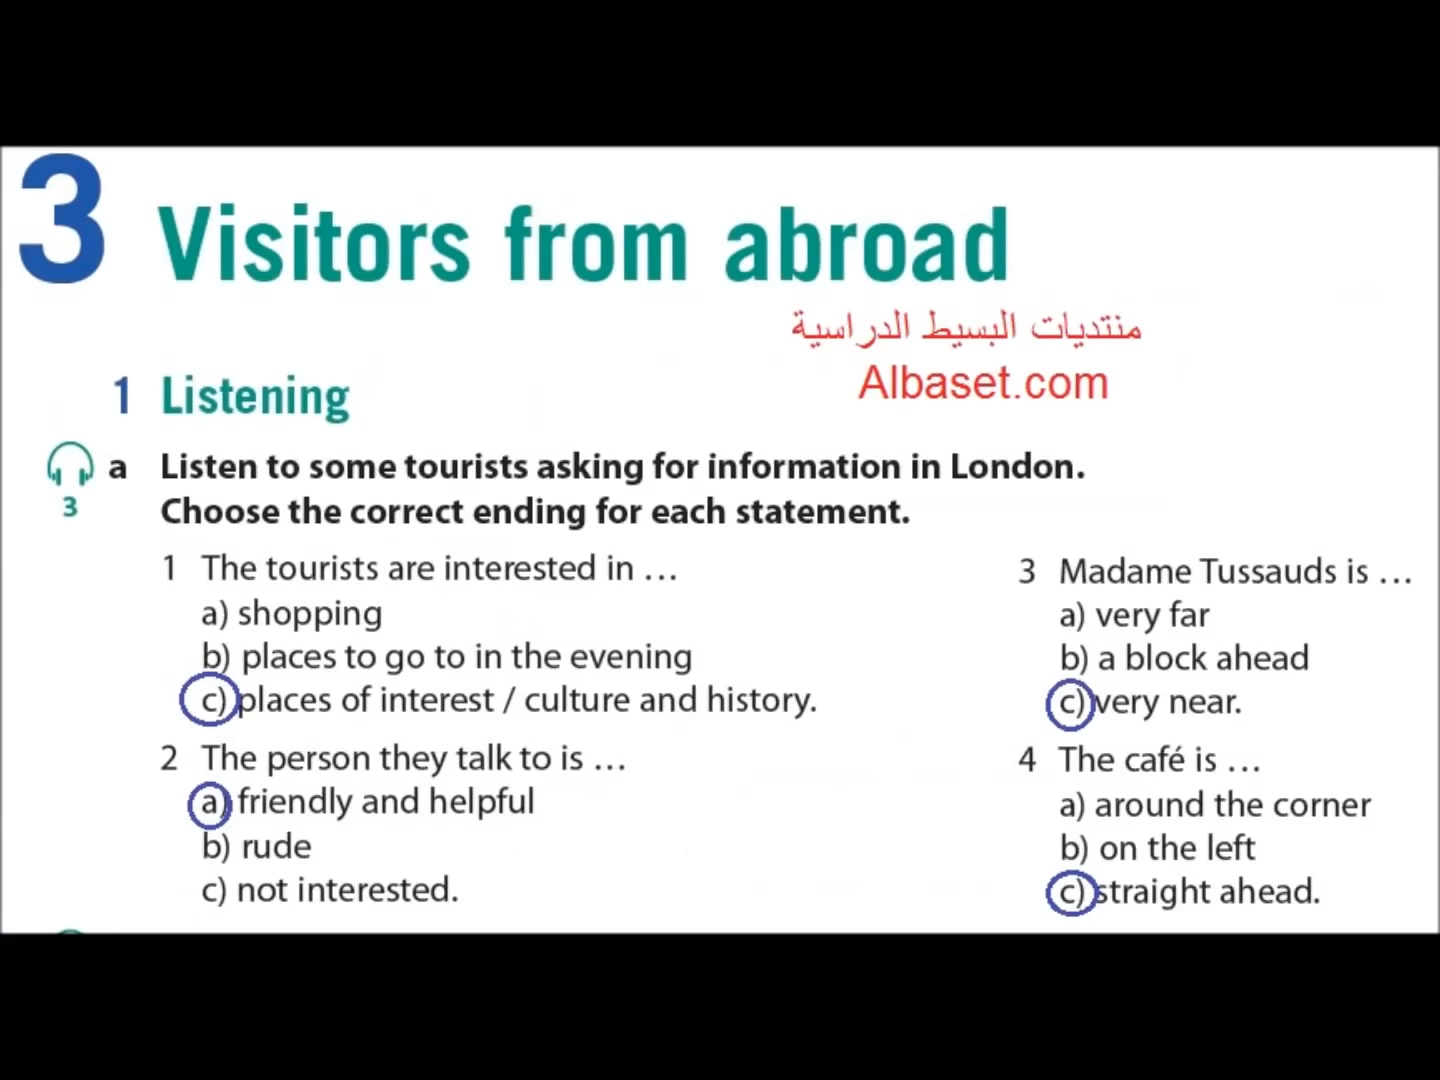 3 Visitors from abroad
منتديات البسيط الدراسية
Albaset.com
1 Listening
3
a Listen to some tourists asking for information in London.
Choose the correct ending for each statement.
1 The tourists are interested in …
a) shopping
b) places to go to in the evening
c) places of interest / culture and history.
2 The person they talk to is …
a) friendly and helpful
b) rude
c) not interested.
3 Madame Tussauds is …
a) very far
b) a block ahead
c) very near.
4 The café is …
a) around the corner
b) on the left
c) straight ahead.